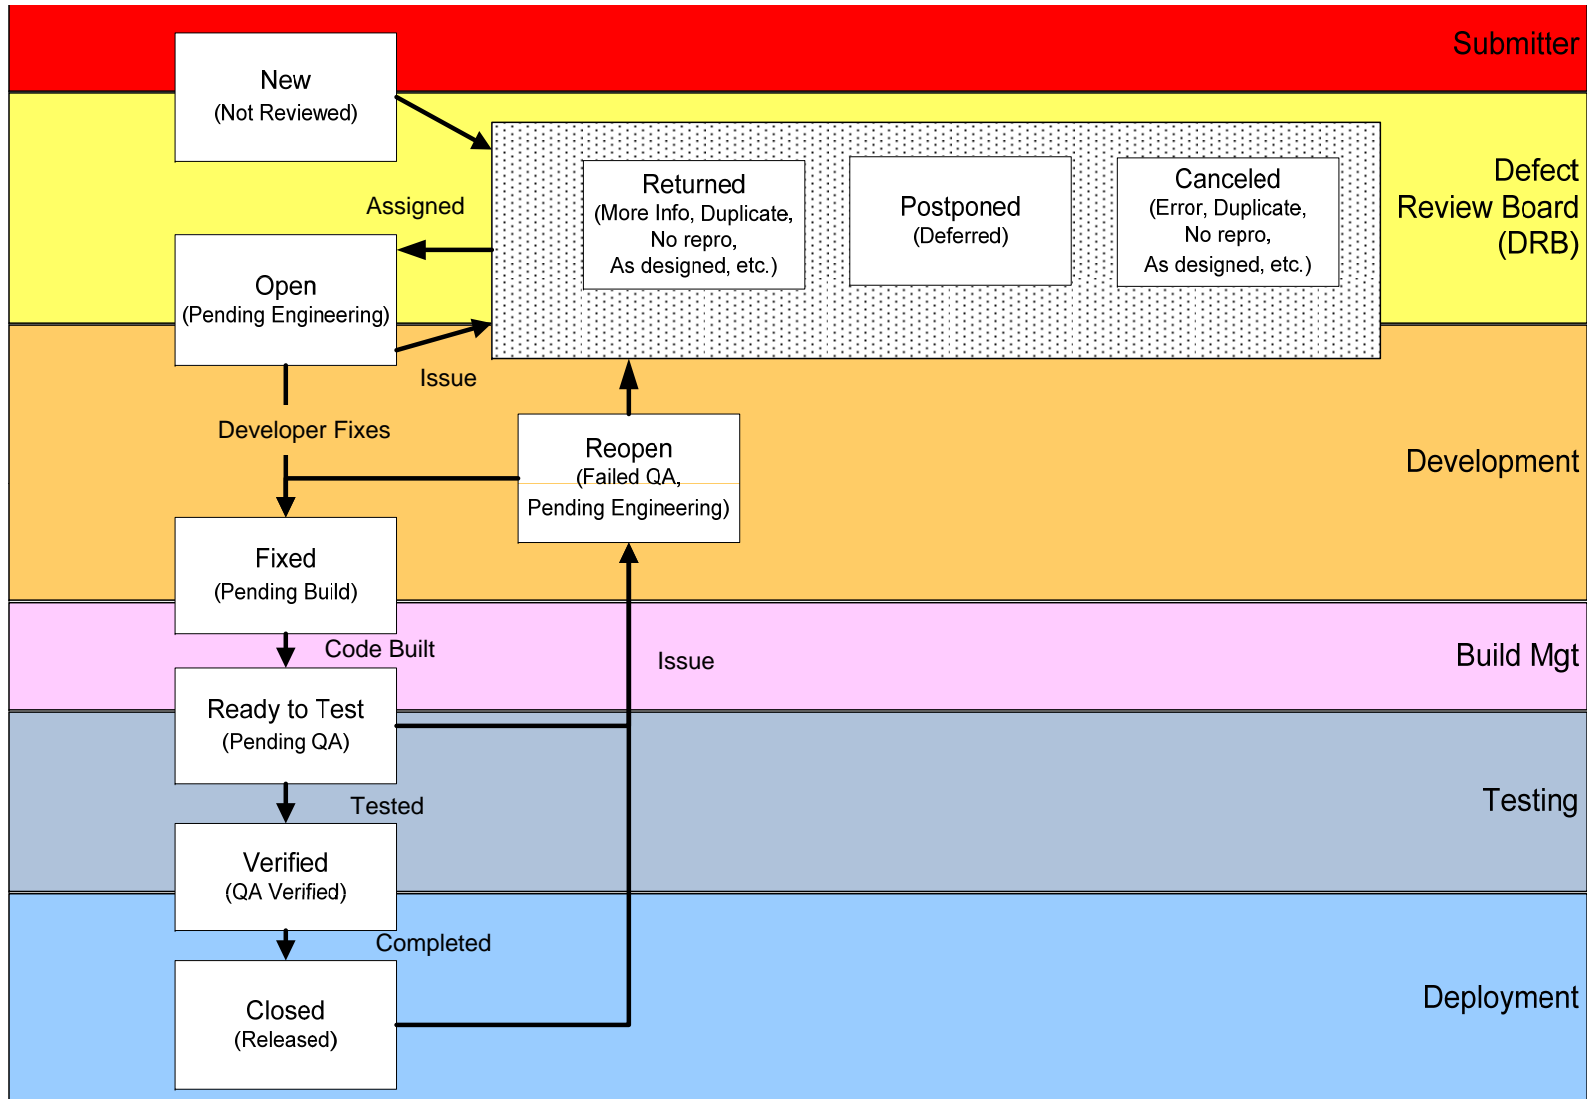 Submitter
New
(Not Reviewed)
Defect
Review Board
(DRB)
Returned
(More Info, Duplicate,
No repro,
As designed, etc.)
Postponed
(Deferred)
Canceled
(Error, Duplicate,
No repro,
As designed, etc.)
Assigned
Open
(Pending Engineering)
Issue
Developer Fixes
Reopen
(Failed QA,
Pending Engineering)
Development
Fixed
(Pending Build)
Code Built
Issue
Build Mgt
Ready to Test
(Pending QA)
Tested
Testing
Verified
(QA Verified)
Completed
Closed
(Released)
Deployment